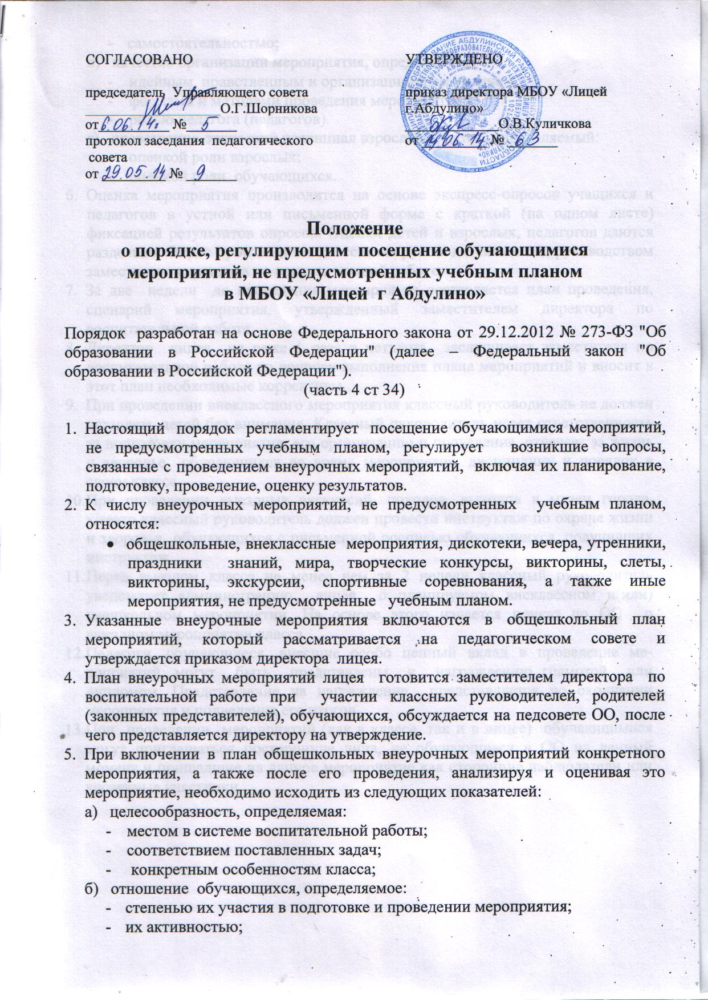 СОГЛАСОВАНО
председатель Управляющего совета
О.Г.Шорникова
от 6.06.14г. № 5
протокол заседания педагогического
совета
от 29.05.14 № 9
УТВЕРЖДЕНО
приказ директора МБОУ «Лицей
г.Абдулино»
О.В.Куличкова
от 14.06.14 № 63
Положение
о порядке, регулирующим посещение обучающимися
мероприятий, не предусмотренных учебным планом
в МБОУ «Лицей г Абдулино»
Порядок разработан на основе Федерального закона от 29.12.2012 № 273-ФЗ "Об
образовании в Российской Федерации" (далее – Федеральный закон "Об
образовании в Российской Федерации").
(часть 4 ст 34)
1. Настоящий порядок регламентирует посещение обучающимися мероприятий,
не предусмотренных учебным планом, регулирует возникшие вопросы,
связанные с проведением внеурочных мероприятий, включая их планирование,
подготовку, проведение, оценку результатов.
2. К числу внеурочных мероприятий, не предусмотренных учебным планом,
относятся:
• общешкольные, внеклассные мероприятия, дискотеки, вечера, утренники,
праздники знаний, мира, творческие конкурсы, викторины, слеты,
викторины, экскурсии, спортивные соревнования, а также иные
мероприятия, не предусмотренные учебным планом.
3. Указанные внеурочные мероприятия включаются в общешкольный план
мероприятий, который рассматривается на педагогическом совете и
утверждается приказом директора лицея.
4. План внеурочных мероприятий лицея готовится заместителем директора по
воспитательной работе при участии классных руководителей, родителей
(законных представителей), обучающихся, обсуждается на педсовете ОО, после
чего представляется директору на утверждение.
5. При включении в план общешкольных внеурочных мероприятий конкретного
мероприятия, а также после его проведения, анализируя и оценивая это
мероприятие, необходимо исходить из следующих показателей:
а) целесообразность, определяемая:
- местом в системе воспитательной работы;
- соответствием поставленных задач;
- конкретным особенностям класса;
б) отношение обучающихся, определяемое:
- степенью их участия в подготовке и проведении мероприятия;
- их активностью;